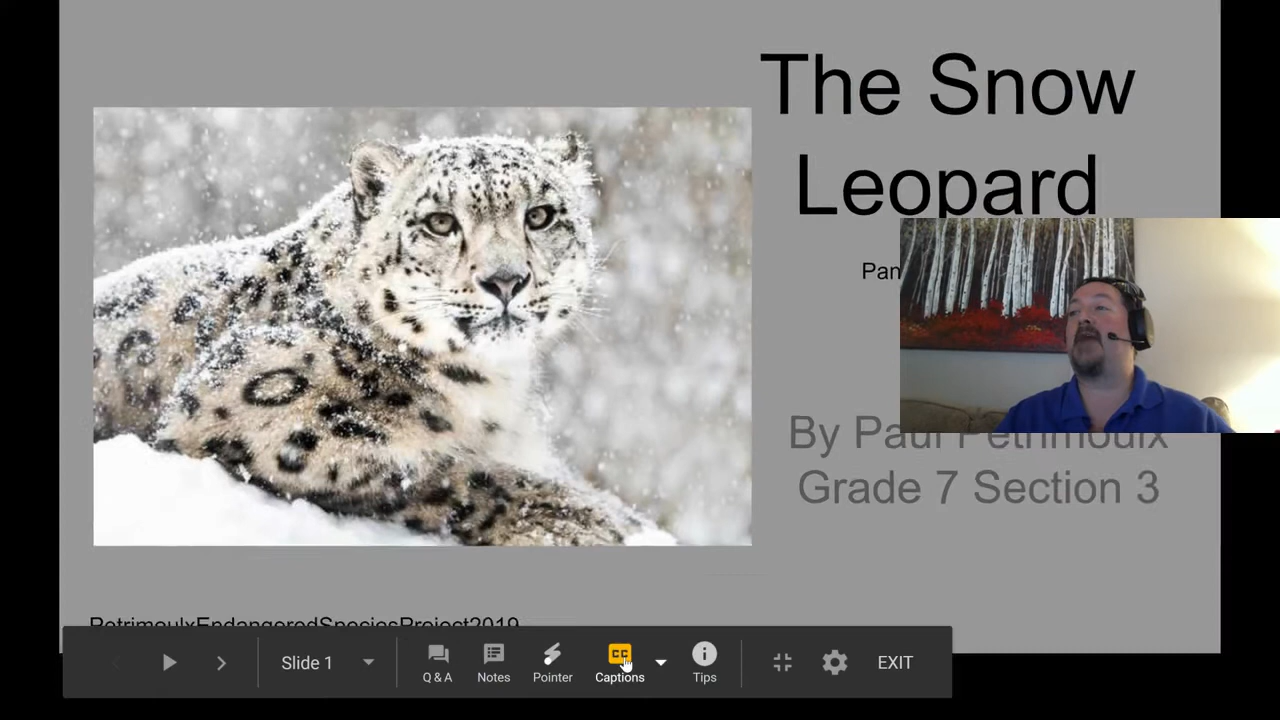 The Snow
Leopard
Pan
By Paul Petrimoulx
Grade 7 Section 3
PetrimoulxEndangeredSpeciesProject2019
Slide 1
Q & A
Notes
CC
Pointer
Captions
Tips
EXIT